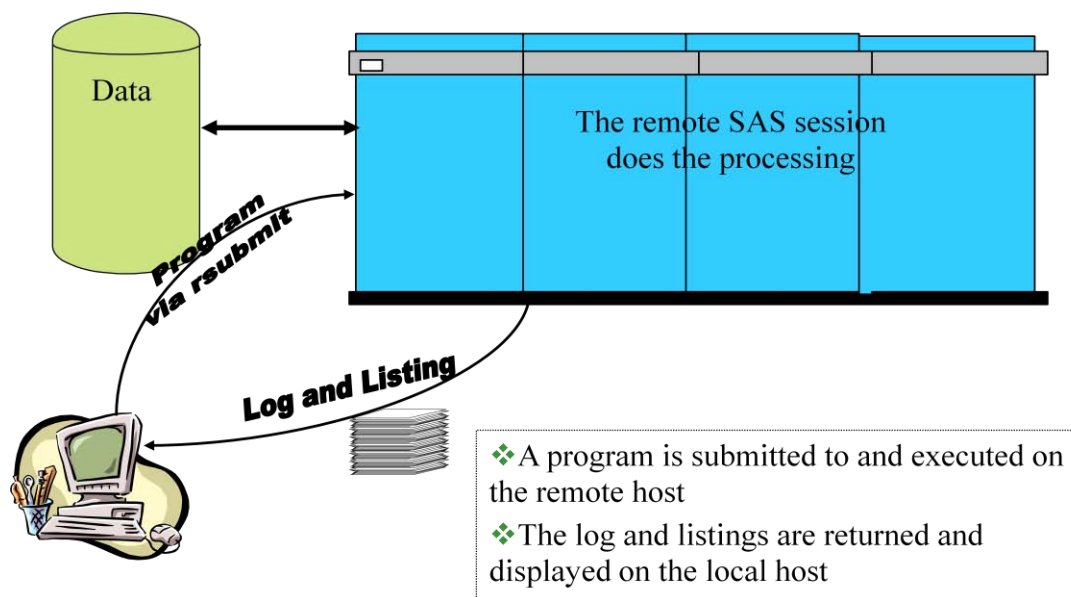 Data
The remote SAS session
does the processing
Program
via rsubmit
Log and Listing
❖A program is submitted to and executed on
the remote host
❖The log and listings are returned and
displayed on the local host